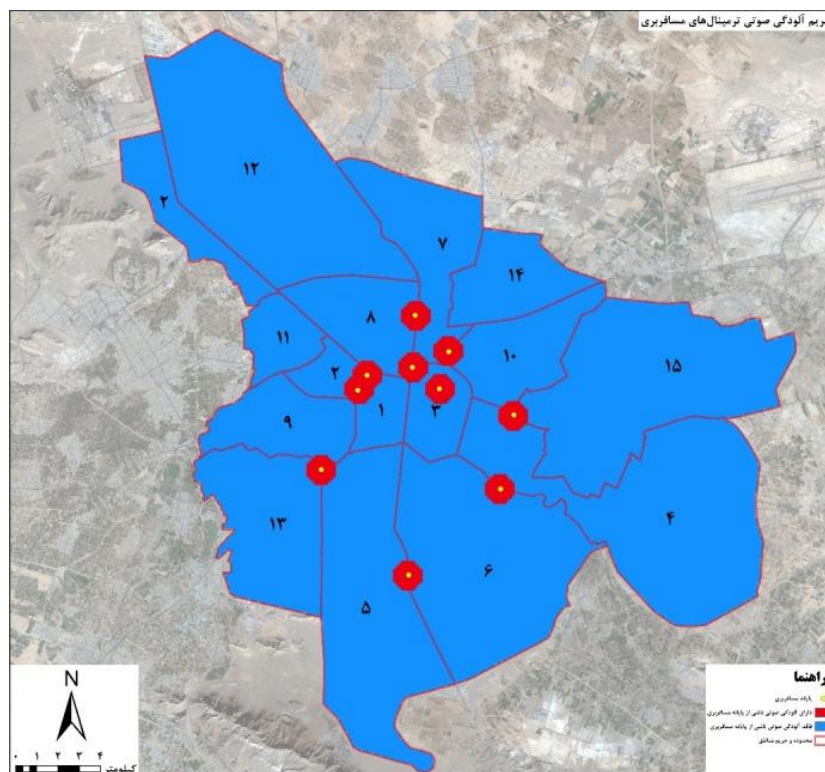 حریم آلودگی صوتی ترمینال‌های مسافربری
۱۲
۲
۷
۱۴
۸
۱۱
۱۰
۱۵
۲
۳
۱
۹
۴
۱۳
۶
۵
N
۰ ۱ ۲ ۳ ۴
کیلومتر
راهنما
پایانه مسافربری
دارای آلودگی صوتی ناشی از پایانه مسافربری
فاقد آلودگی صوتی ناشی از پایانه مسافربری
محدوده و حریم مناطق